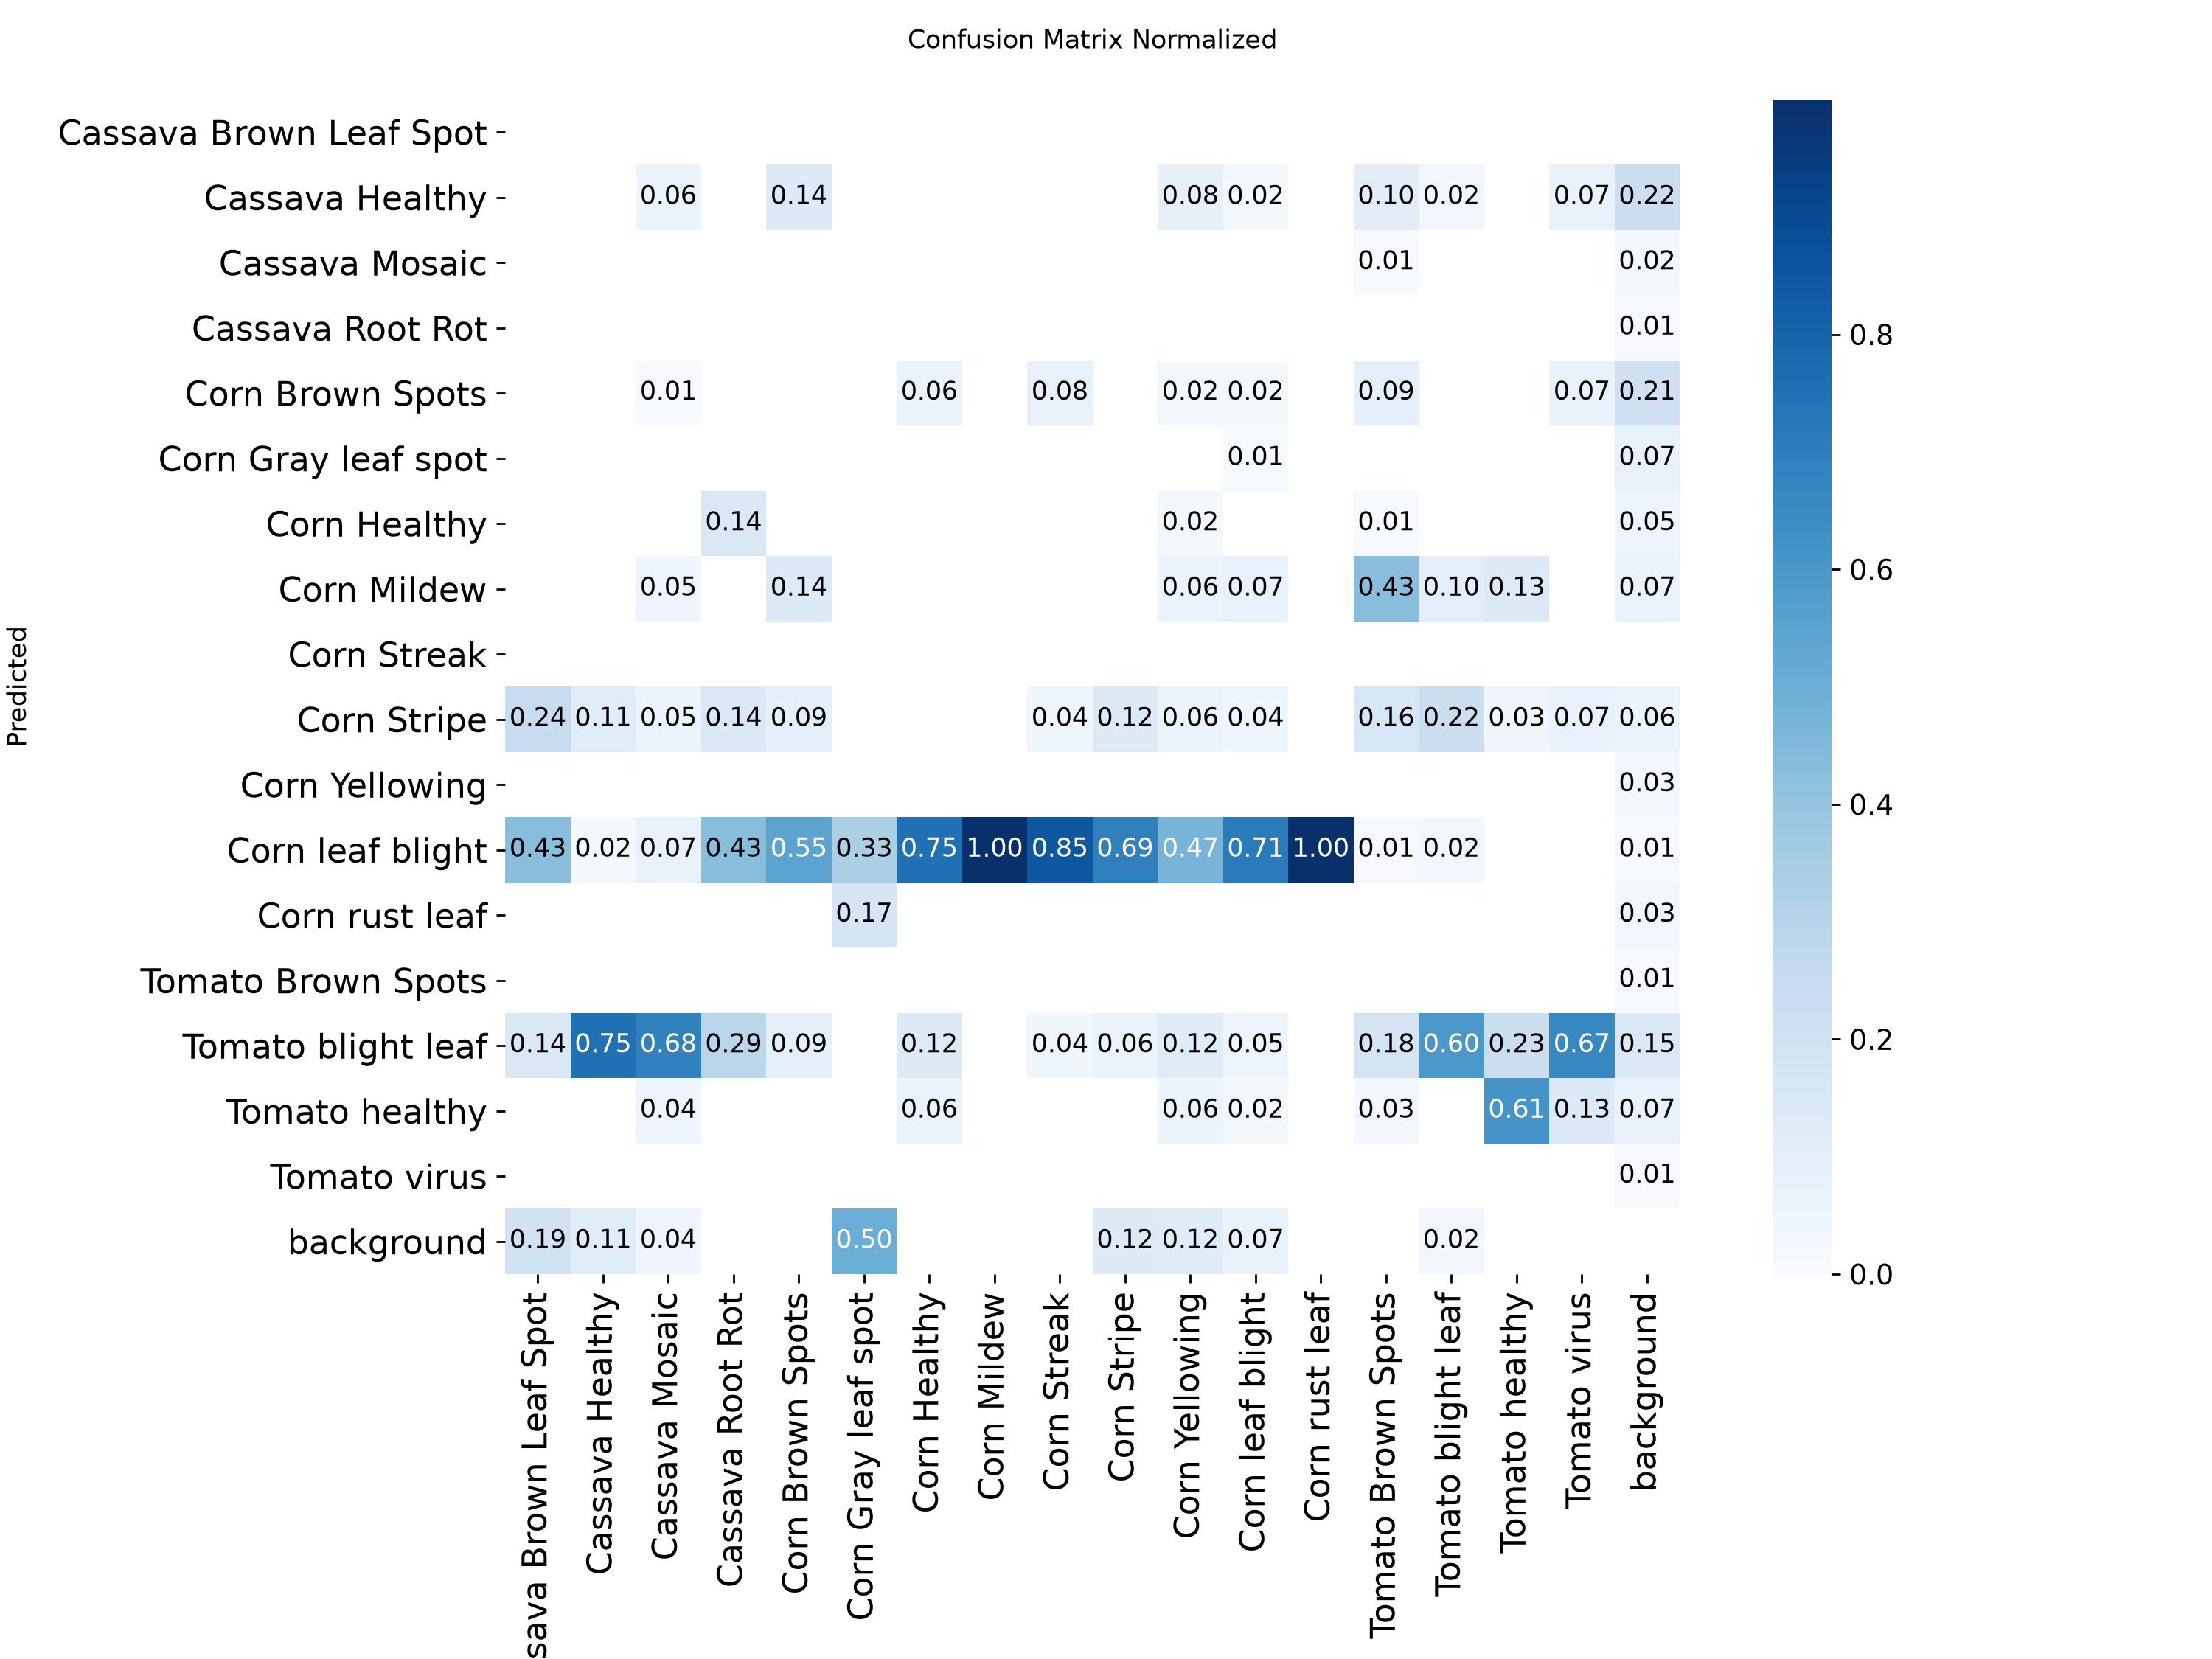 Confusion Matrix Normalized
Predicted
Cassava Brown Leaf Spot
Cassava Healthy 0.06 0.14 0.08 0.02 0.10 0.02 0.07 0.22
Cassava Mosaic 0.01 0.02
Cassava Root Rot 0.01
Corn Brown Spots 0.01 0.06 0.08 0.02 0.02 0.09 0.07 0.21
Corn Gray leaf spot 0.01 0.07
Corn Healthy 0.14 0.02 0.01 0.05
Corn Mildew 0.05 0.14 0.06 0.07 0.43 0.10 0.13 0.07
Corn Streak
Corn Stripe 0.24 0.11 0.05 0.14 0.09 0.04 0.12 0.06 0.04 0.16 0.22 0.03 0.07 0.06
Corn Yellowing 0.03
Corn leaf blight 0.43 0.02 0.07 0.43 0.55 0.33 0.75 1.00 0.85 0.69 0.47 0.71 1.00 0.01 0.02 0.01
Corn rust leaf 0.17 0.03
Tomato Brown Spots 0.01
Tomato blight leaf 0.14 0.75 0.68 0.29 0.09 0.12 0.04 0.06 0.12 0.05 0.18 0.60 0.23 0.67 0.15
Tomato healthy 0.04 0.06 0.06 0.02 0.03 0.61 0.13 0.07
Tomato virus 0.01
background 0.19 0.11 0.04 0.50 0.12 0.12 0.07 0.02
sava Brown Leaf Spot
Cassava Healthy
Cassava Mosaic
Cassava Root Rot
Corn Brown Spots
Corn Gray leaf spot
Corn Healthy
Corn Mildew
Corn Streak
Corn Stripe
Corn Yellowing
Corn leaf blight
Corn rust leaf
Tomato Brown Spots
Tomato blight leaf
Tomato healthy
Tomato virus
background
0.8
0.6
0.4
0.2
0.0